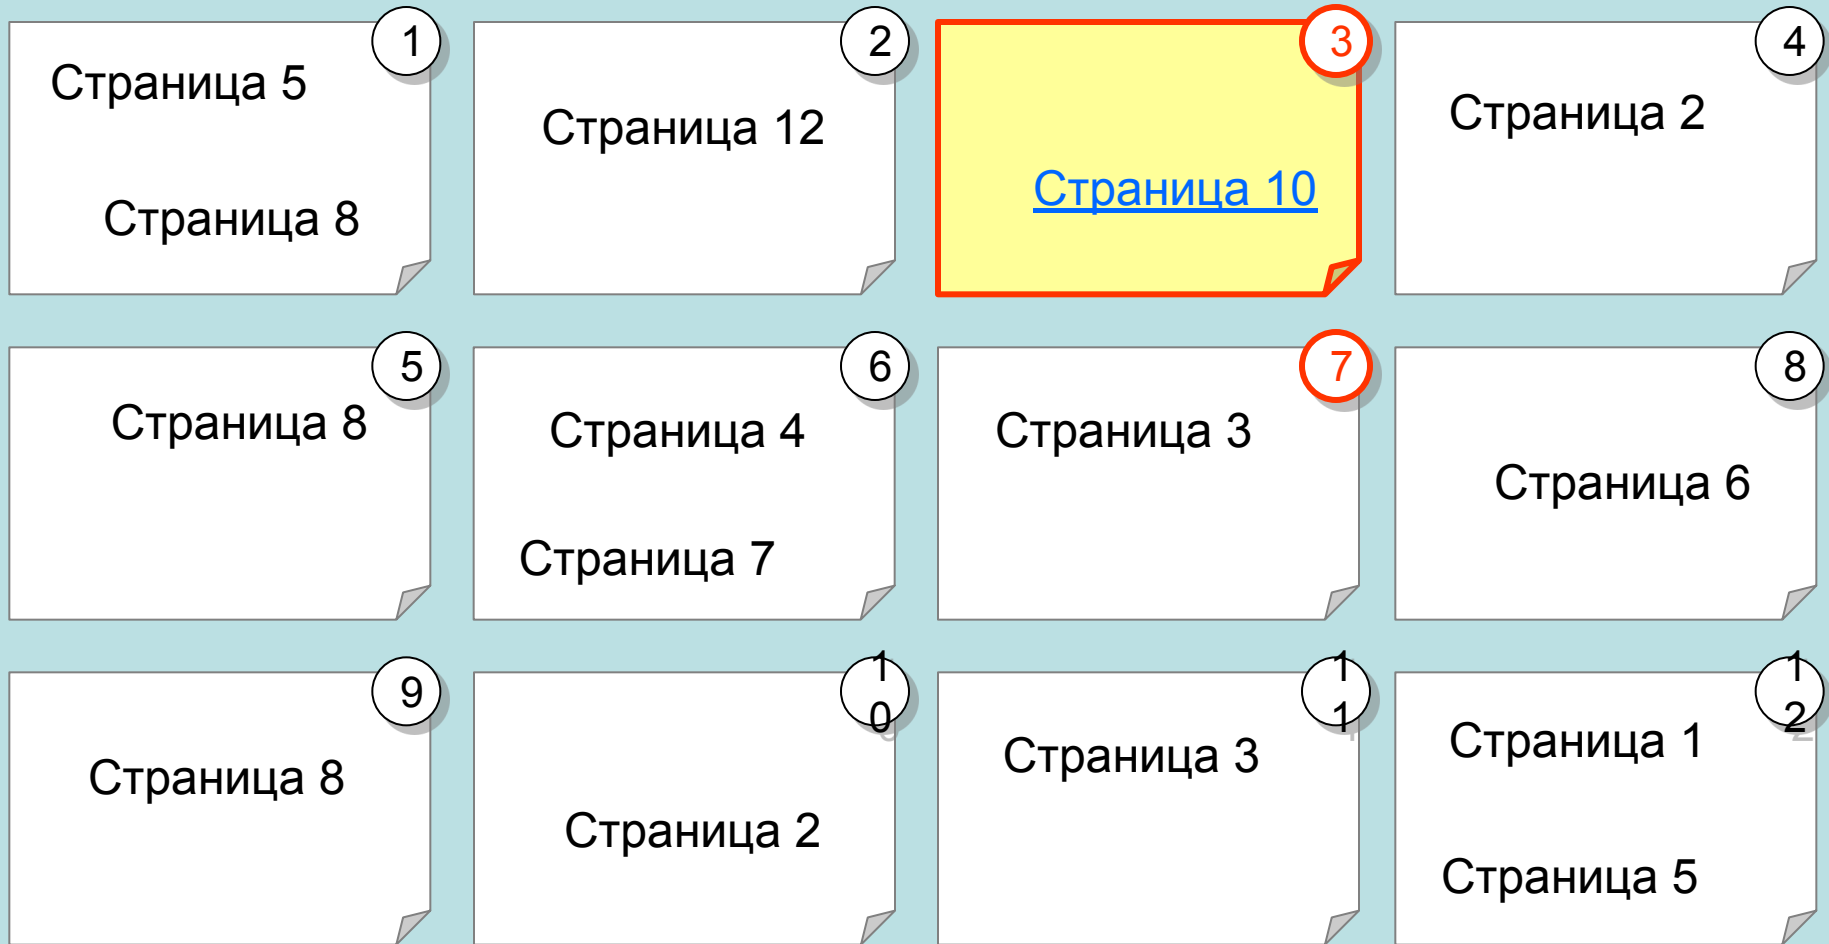 1
Страница 5
Страница 8
2
Страница 12
3
Страница 10
4
Страница 2
5
Страница 8
6
Страница 4
Страница 7
7
Страница 3
8
Страница 6
9
Страница 8
10
Страница 2
11
Страница 3
12
Страница 1
Страница 5